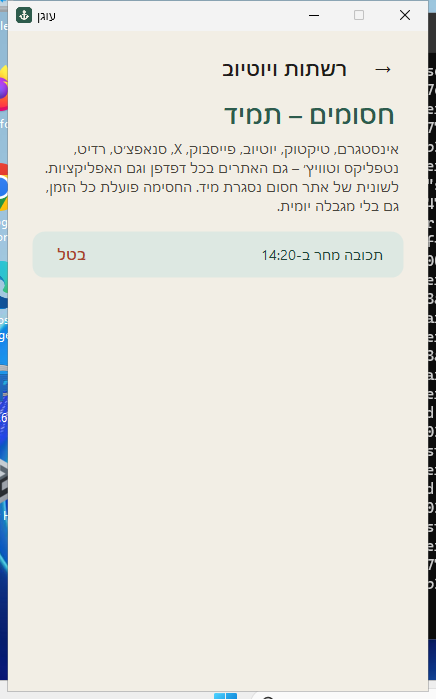 עוגן
רשתות ויוטיוב
חסומים – תמיד
אינסטגרם, טיקטוק, יוטיוב, פייסבוק, X, סנאפצ׳ט, רדיט,
נטפליקס וטוויץ׳ – גם האתרים בכל דפדפן וגם האפליקציות.
לשונית של אתר חסום נסגרת מיד. החסימה פועלת כל הזמן,
גם בלי מגבלה יומית.
תכובה מחר ב-14:20
בטל